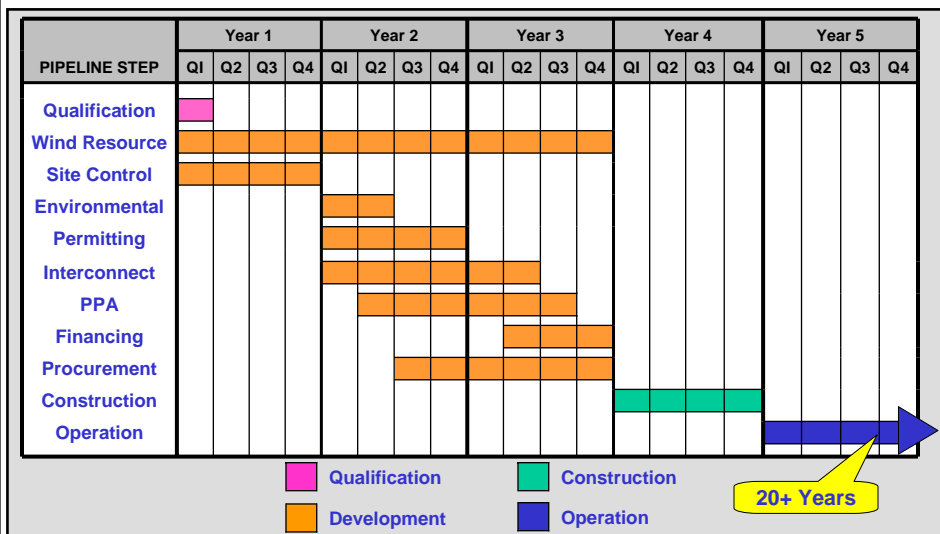 Year 1 Year 2 Year 3 Year 4 Year 5
PIPELINE STEP QI Q2 Q3 Q4 QI Q2 Q3 Q4 QI Q2 Q3 Q4 QI Q2 Q3 Q4 QI Q2 Q3 Q4
Qualification
Wind Resource
Site Control
Environmental
Permitting
Interconnect
PPA
Financing
Procurement
Construction
Operation
Qualification Construction
20+ Years
Development Operation